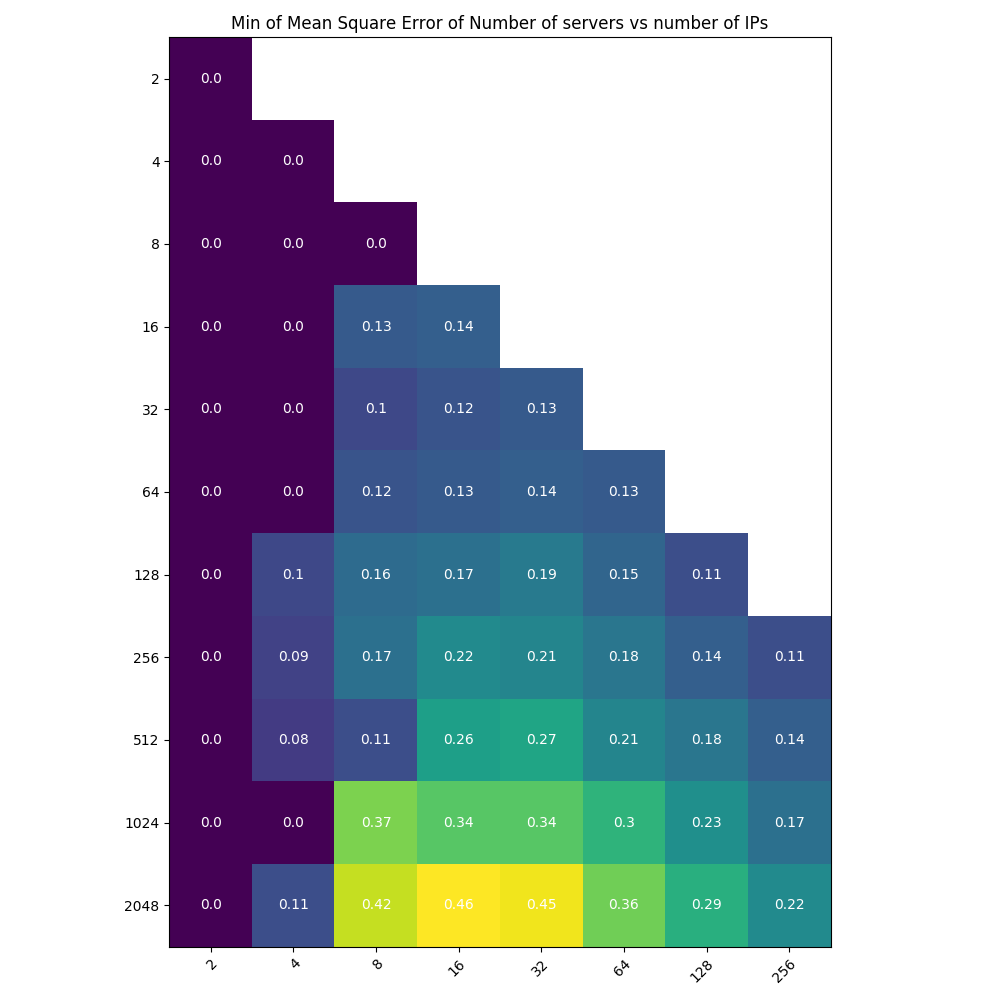 Min of Mean Square Error of Number of servers vs number of IPs
2 0.0
4 0.0 0.0
8 0.0 0.0 0.0
16 0.0 0.0 0.13 0.14
32 0.0 0.0 0.1 0.12 0.13
64 0.0 0.0 0.12 0.13 0.14 0.13
128 0.0 0.1 0.16 0.17 0.19 0.15 0.11
256 0.0 0.09 0.17 0.22 0.21 0.18 0.14 0.11
512 0.0 0.08 0.11 0.26 0.27 0.21 0.18 0.14
1024 0.0 0.0 0.37 0.34 0.34 0.3 0.23 0.17
2048 0.0 0.11 0.42 0.46 0.45 0.36 0.29 0.22
2 4 8 16 32 64 128 256